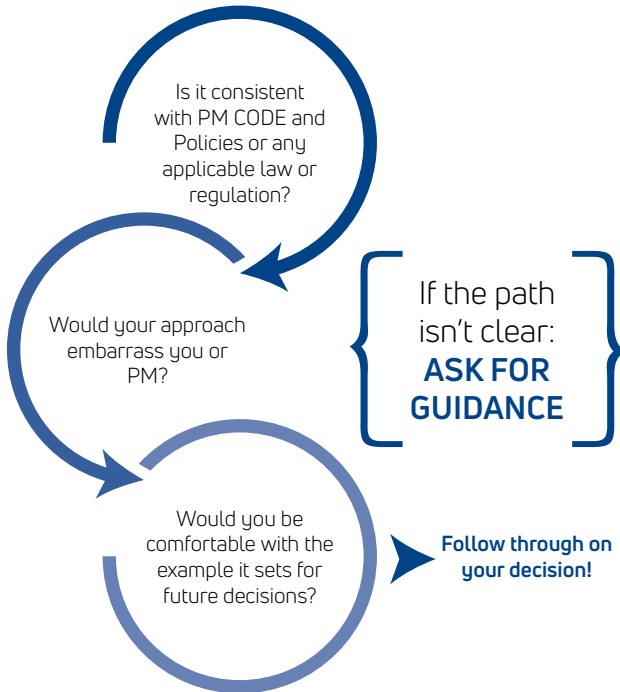 Is it consistent
with PM CODE and
Policies or any
applicable law or
regulation?
Would your approach
embarrass you or
PM?
If the path
isn't clear:
ASK FOR
GUIDANCE
Would you be
comfortable with the
example it sets for
future decisions?
Follow through on
your decision!